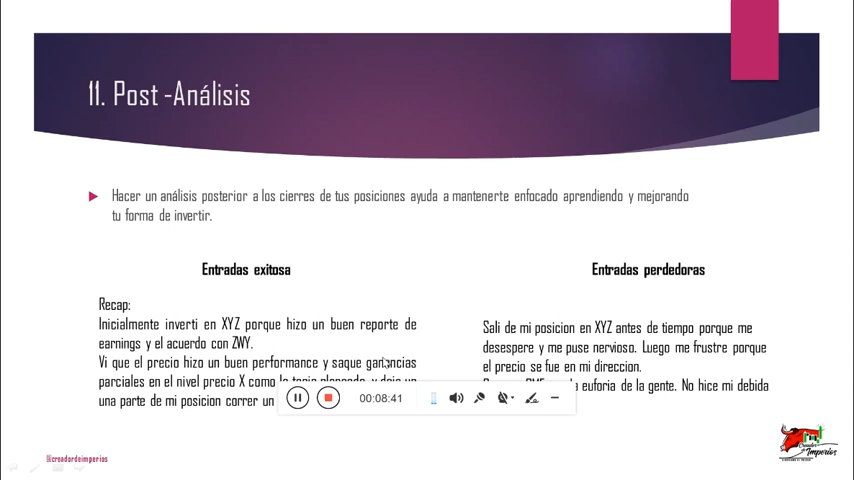 11. Post -Análisis
Hacer un análisis posterior a los cierres de tus posiciones ayuda a mantenerte enfocado aprendiendo y mejorando
tu forma de invertir.
Entradas exitosa
Recap:
Inicialmente inverti en XYZ porque hizo un buen reporte de
earnings y el acuerdo con ZWY.
Vi que el precio hizo un buen performance y saque ganancias
parciales en el nivel precio X como
una parte de mi posicion correr un
Entradas perdedoras
Sali de mi posicion en XYZ antes de tiempo porque me
desespere y me puse nervioso. Luego me frustre porque
el precio se fue en mi direccion.
euforia de la gente. No hice mi debida
00:08:41
@creadordeimperios
Creador
de Imperios